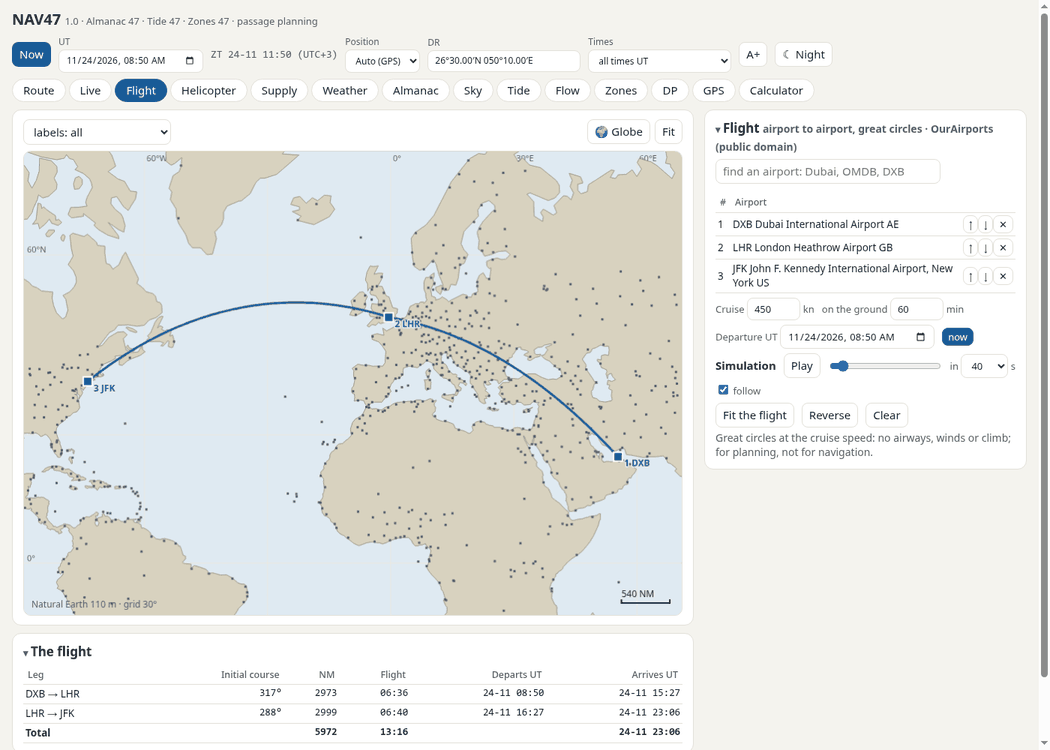 NAV47 1.0 · Almanac 47 · Tide 47 · Zones 47 · passage planning
Now
UT
11/24/2026, 08:50 AM
ZT 24-11 11:50 (UTC+3)
Position
Auto (GPS)
DR
26°30.00′N 050°10.00′E
Times
all times UT
A+
☾ Night
Route
Live
Flight
Helicopter
Supply
Weather
Almanac
Sky
Tide
Flow
Zones
DP
GPS
Calculator
labels: all
Globe
Fit
60°W
0°
30°E
60°E
60°N
2 LHR
3 JFK
1 DXB
0°
Natural Earth 110 m · grid 30°
540 NM
▾ Flight airport to airport, great circles · OurAirports
(public domain)
find an airport: Dubai, OMDB, DXB
# Airport
1 DXB Dubai International Airport AE ↑ ↓ ×
2 LHR London Heathrow Airport GB ↑ ↓ ×
3 JFK John F. Kennedy International Airport, New
York US ↑ ↓ ×
Cruise 450 kn on the ground 60 min
Departure UT 11/24/2026, 08:50 AM now
Simulation Play in 40 s
follow
Fit the flight
Reverse
Clear
Great circles at the cruise speed: no airways, winds or climb;
for planning, not for navigation.
▾ The flight
Leg Initial course NM Flight Departs UT Arrives UT
DXB → LHR 317° 2973 06:36 24-11 08:50 24-11 15:27
LHR → JFK 288° 2999 06:40 24-11 16:27 24-11 23:06
Total 5972 13:16 24-11 23:06